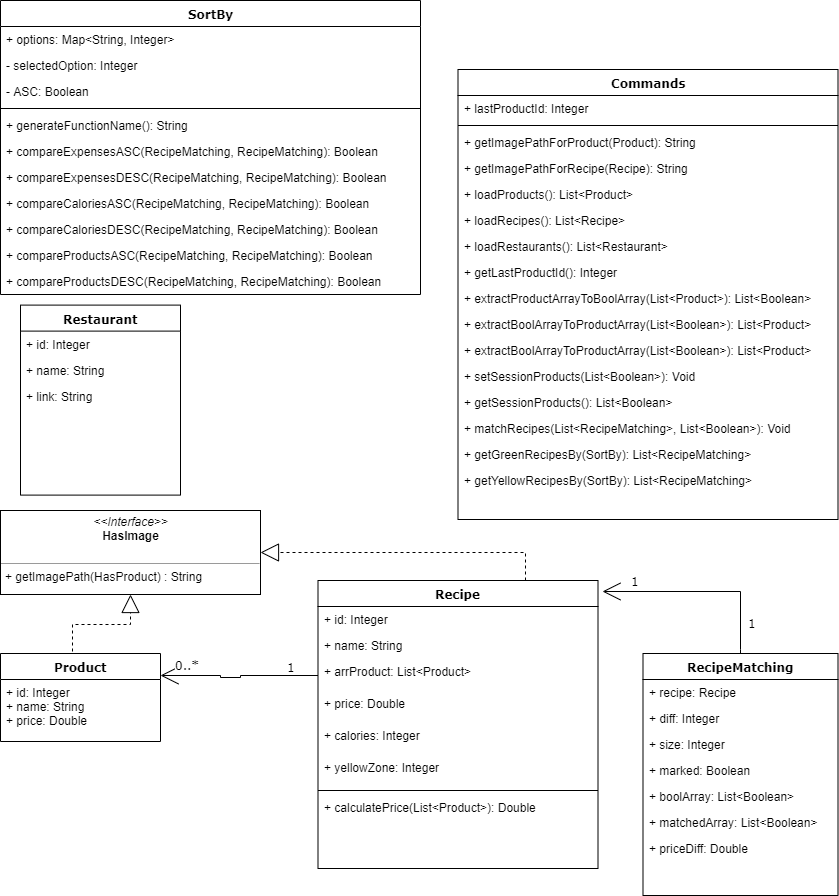 SortBy
+ options: Map<String, Integer>
- selectedOption: Integer
- ASC: Boolean
+ generateFunctionName(): String
+ compareExpensesASC(RecipeMatching, RecipeMatching): Boolean
+ compareExpensesDESC(RecipeMatching, RecipeMatching): Boolean
+ compareCaloriesASC(RecipeMatching, RecipeMatching): Boolean
+ compareCaloriesDESC(RecipeMatching, RecipeMatching): Boolean
+ compareProductsASC(RecipeMatching, RecipeMatching): Boolean
+ compareProductsDESC(RecipeMatching, RecipeMatching): Boolean
Commands
+ lastProductId: Integer
+ getImagePathForProduct(Product): String
+ getImagePathForRecipe(Recipe): String
+ loadProducts(): List<Product>
+ loadRecipes(): List<Recipe>
+ loadRestaurants(): List<Restaurant>
+ getLastProductId(): Integer
+ extractProductArrayToBoolArray(List<Product>): List<Boolean>
+ extractBoolArrayToProductArray(List<Boolean>): List<Product>
+ extractBoolArrayToProductArray(List<Boolean>): List<Product>
+ setSessionProducts(List<Boolean>): Void
+ getSessionProducts(): List<Boolean>
+ matchRecipes(List<RecipeMatching>, List<Boolean>): Void
+ getGreenRecipesBy(SortBy): List<RecipeMatching>
+ getYellowRecipesBy(SortBy): List<RecipeMatching>
Restaurant
+ id: Integer
+ name: String
+ link: String
<<Interface>>
HasImage
+ getImagePath(HasProduct) : String
Product
+ id: Integer
+ name: String
+ price: Double
0..*
1
Recipe
+ id: Integer
+ name: String
+ arrProduct: List<Product>
+ price: Double
+ calories: Integer
+ yellowZone: Integer
+ calculatePrice(List<Product>): Double
1
1
RecipeMatching
+ recipe: Recipe
+ diff: Integer
+ size: Integer
+ marked: Boolean
+ boolArray: List<Boolean>
+ matchedArray: List<Boolean>
+ priceDiff: Double